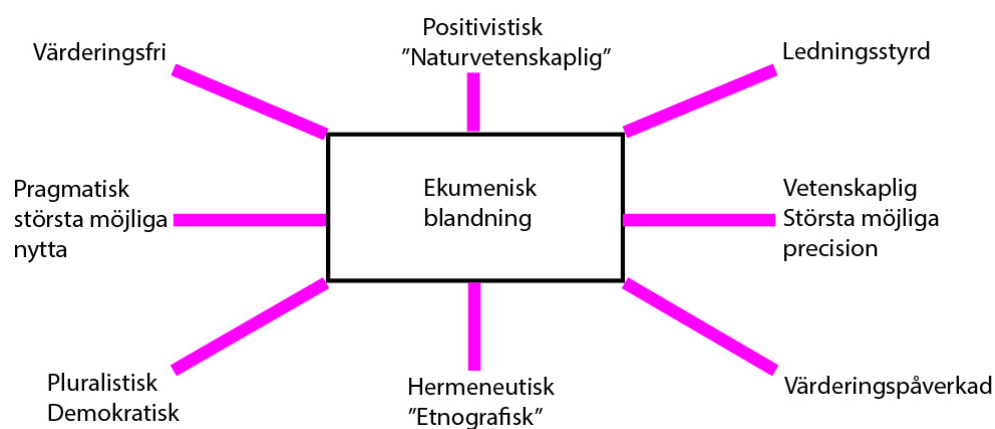 Positivistisk
”Naturvetenskaplig”
Värderingsfri
Ledningsstyrd
Pragmatisk
största möjliga
nytta
Ekumenisk
blandning
Vetenskaplig
Största möjliga
precision
Pluralistisk
Demokratisk
Hermeneutisk
”Etnografisk”
Värderingspåverkad